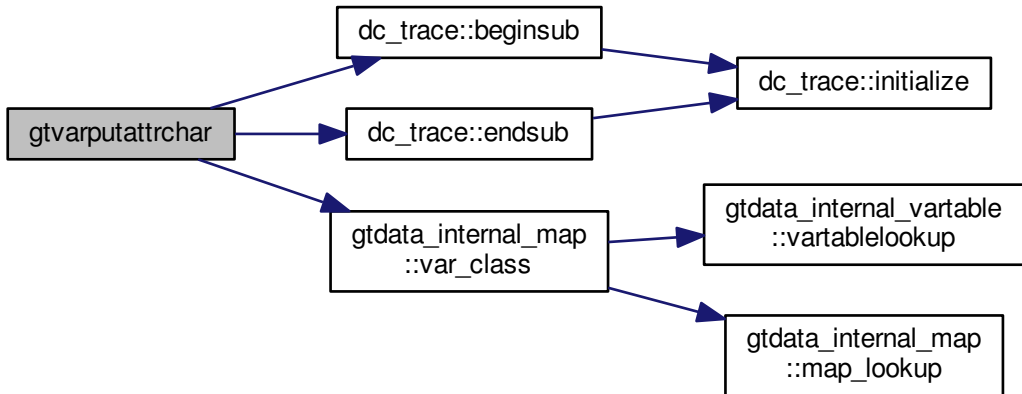 gtvarputattrchar
dc_trace::beginsub
dc_trace::endsub
gtdata_internal_map
::var_class
dc_trace::initialize
gtdata_internal_vartable
::vartablelookup
gtdata_internal_map
::map_lookup